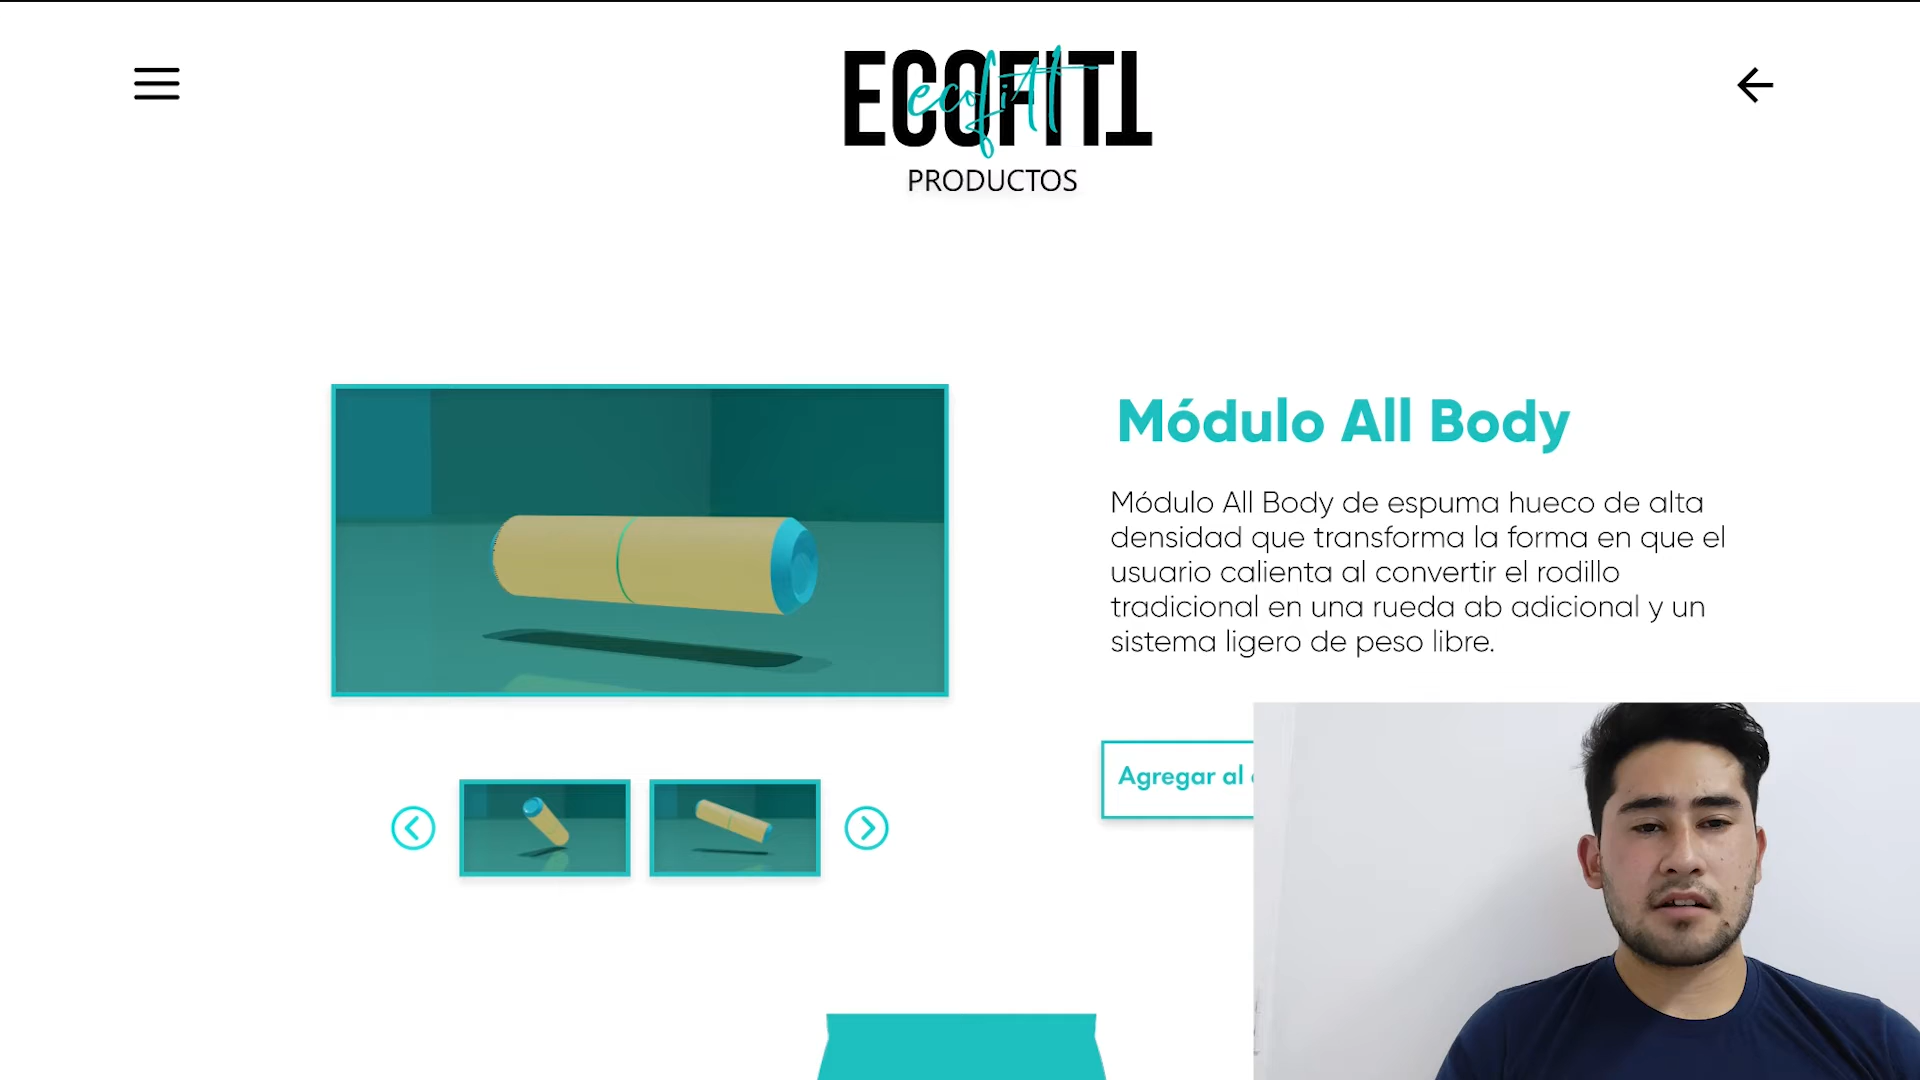 ECOFITT
ecofitt
PRODUCTOS
Módulo All Body
Módulo All Body de espuma hueco de alta
densidad que transforma la forma en que el
usuario calienta al convertir el rodillo
tradicional en una rueda ab adicional y un
sistema ligero de peso libre.
Agregar al